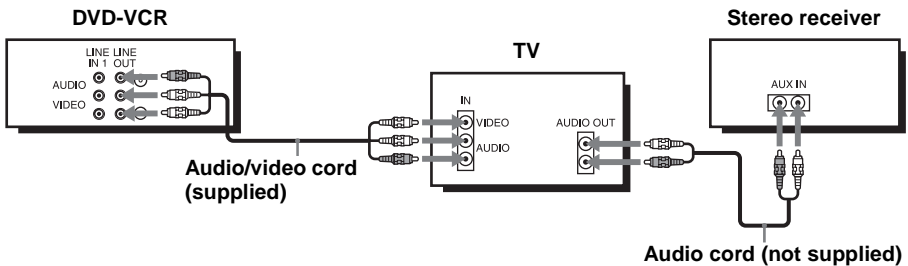 DVD-VCR
TV
Stereo receiver
LINE LINE
IN 1 OUT
AUDIO
VIDEO
IN
VIDEO
AUDIO
AUDIO OUT
AUX IN
Audio/video cord
(supplied)
Audio cord (not supplied)